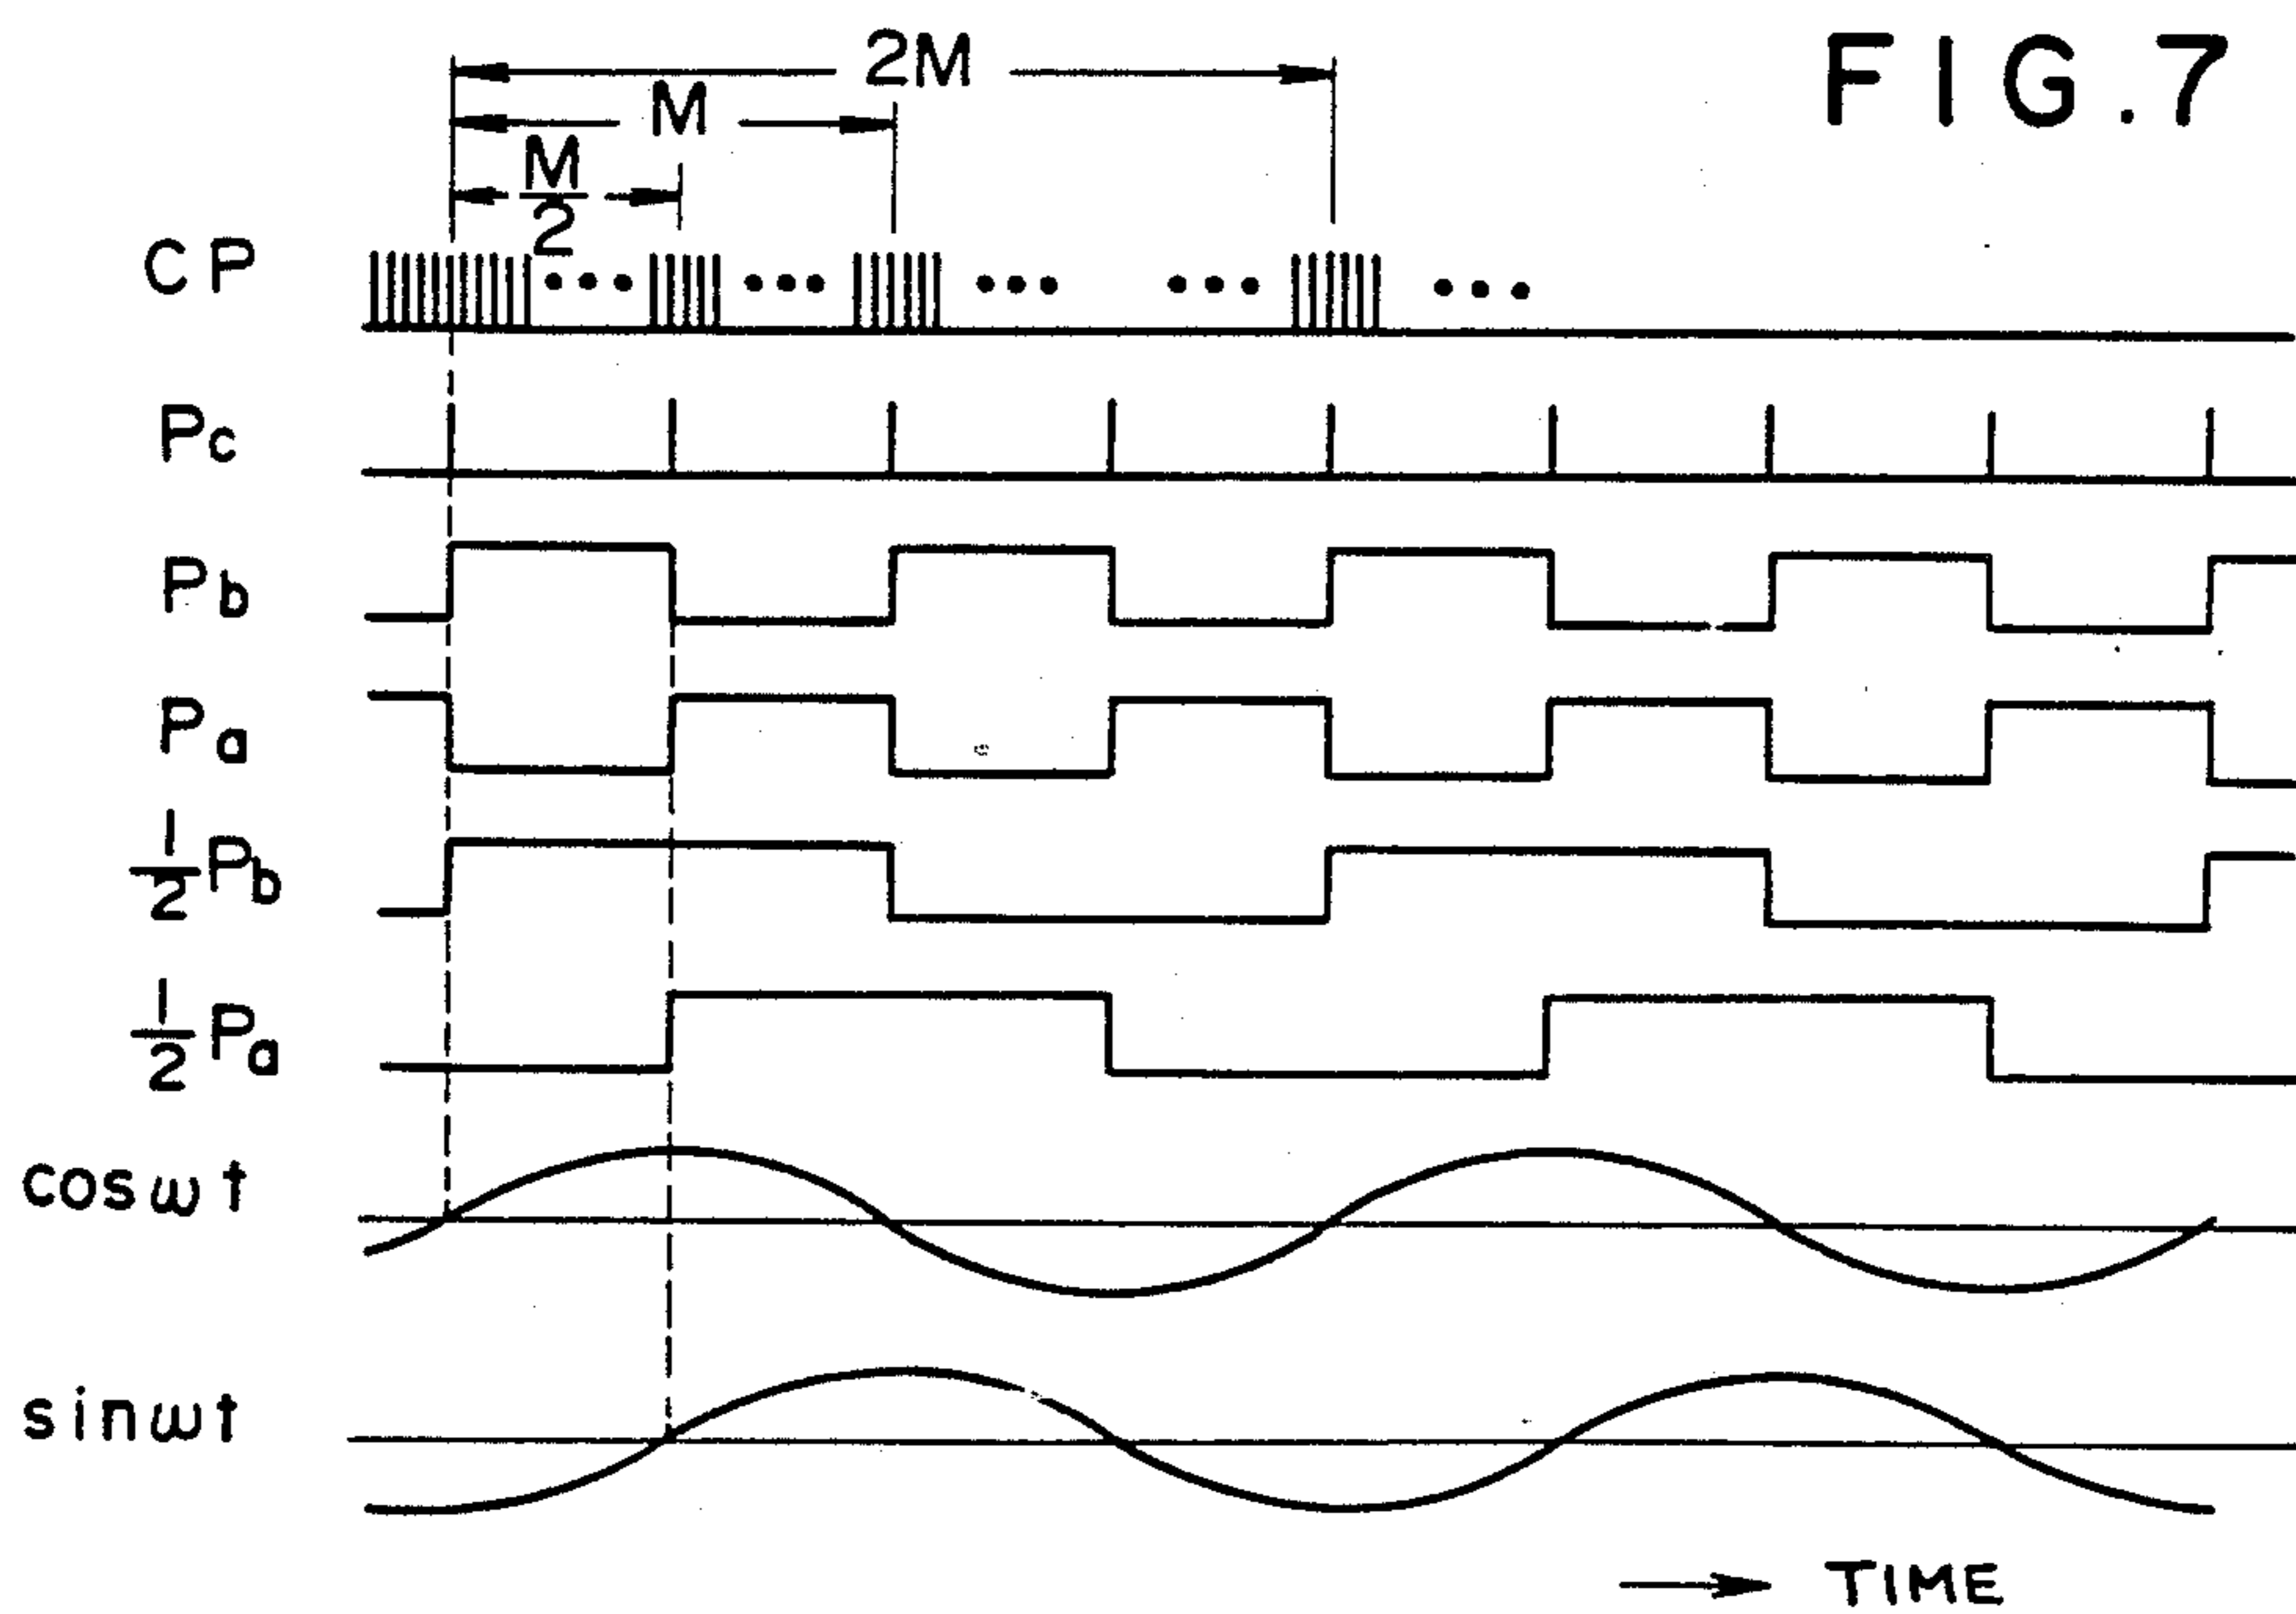 FIG.7
2M
M
M/2
CP
Pc
Pb
Pa
1/2 Pb
1/2 Pa
cosωt
sinωt
TIME